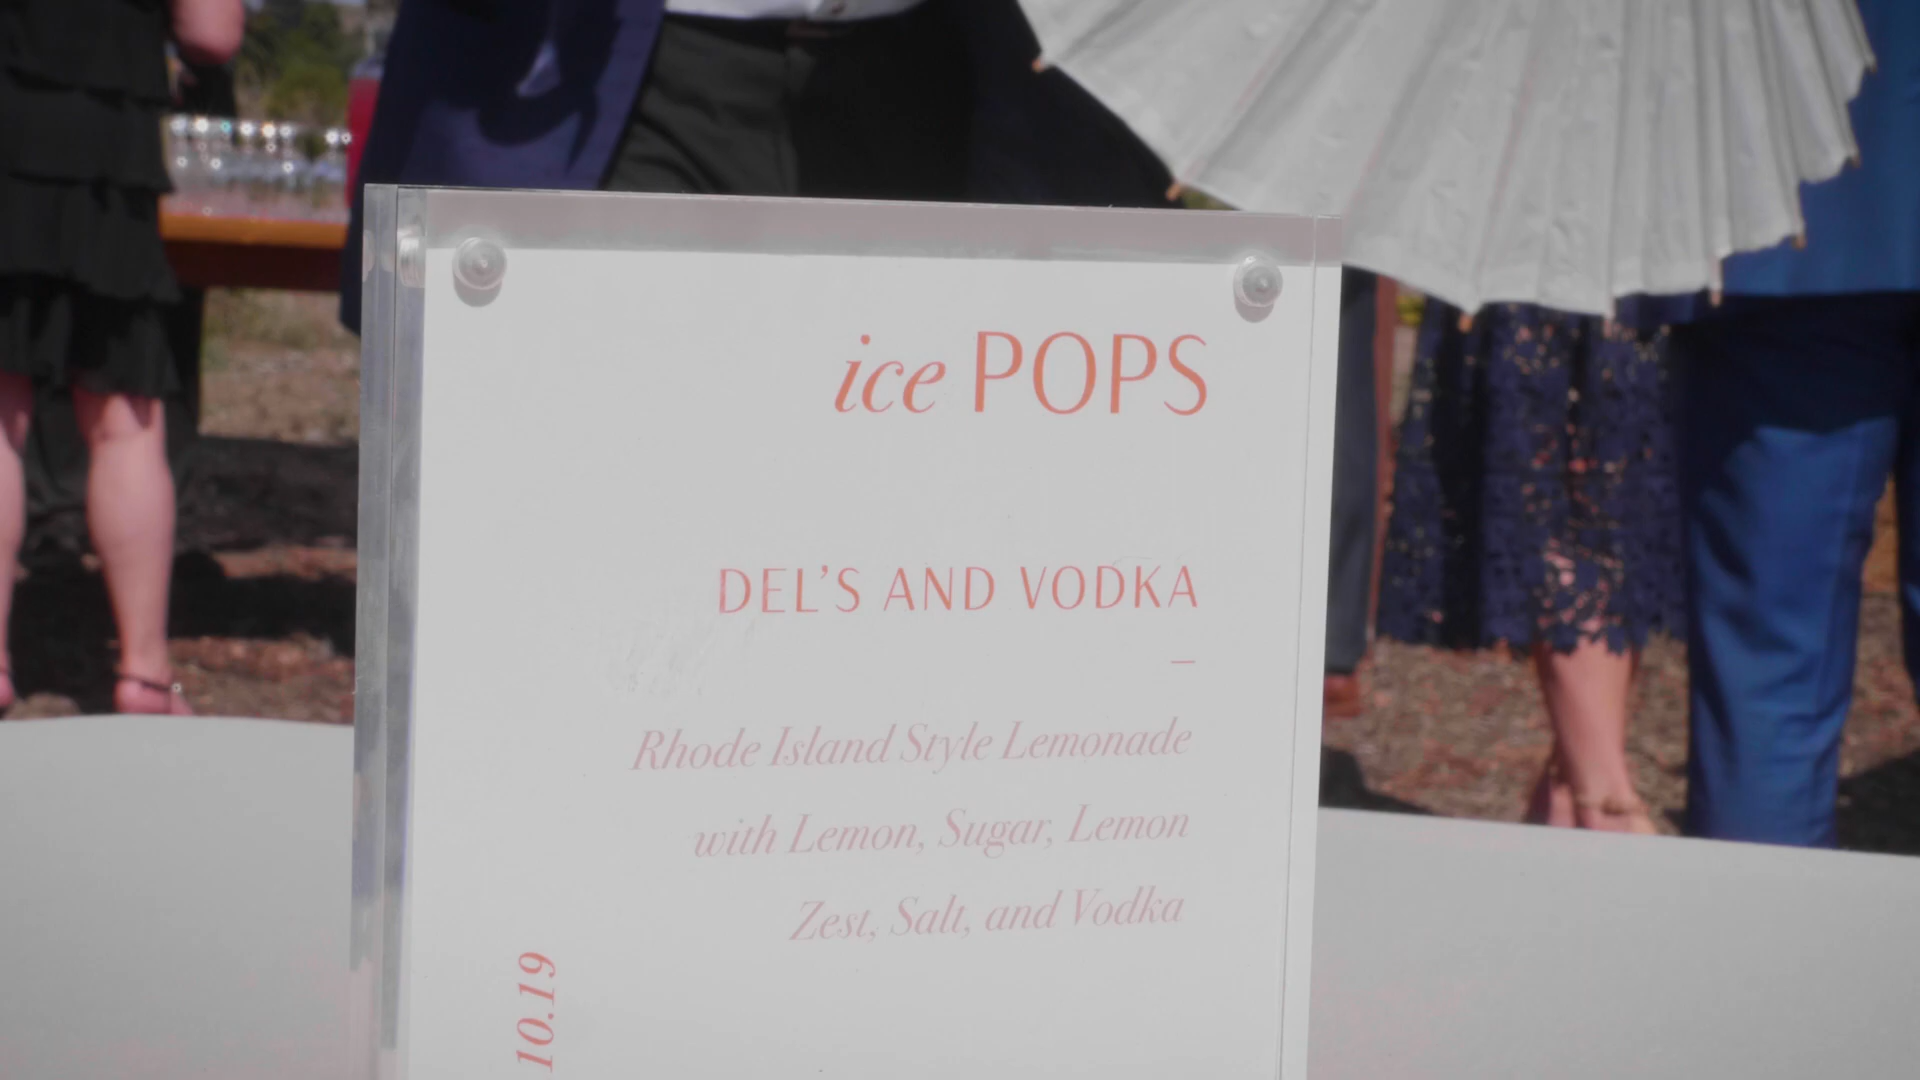 ice POPS
DEL'S AND VODKA
–
Rhode Island Style Lemonade
with Lemon, Sugar, Lemon
Zest, Salt, and Vodka
10.19